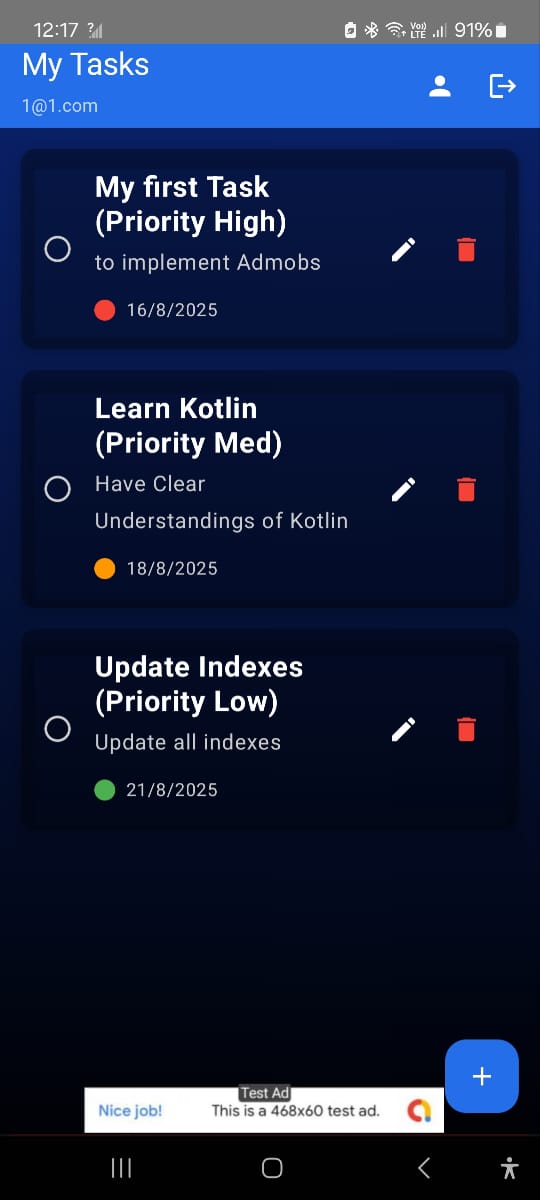 12:17
Vo)) LTE 91%
My Tasks
1@1.com
My first Task
(Priority High)
to implement Admobs
16/8/2025
Learn Kotlin
(Priority Med)
Have Clear
Understandings of Kotlin
18/8/2025
Update Indexes
(Priority Low)
Update all indexes
21/8/2025
+
Test Ad
Nice job! This is a 468x60 test ad.